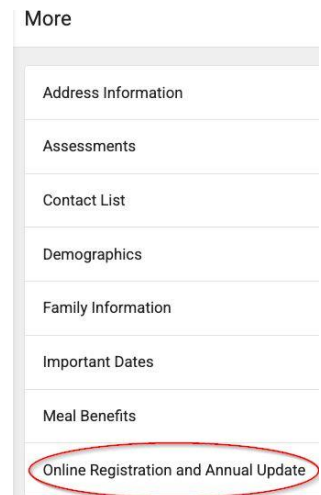 More
Address Information
Assessments
Contact List
Demographics
Family Information
Important Dates
Meal Benefits
Online Registration and Annual Update